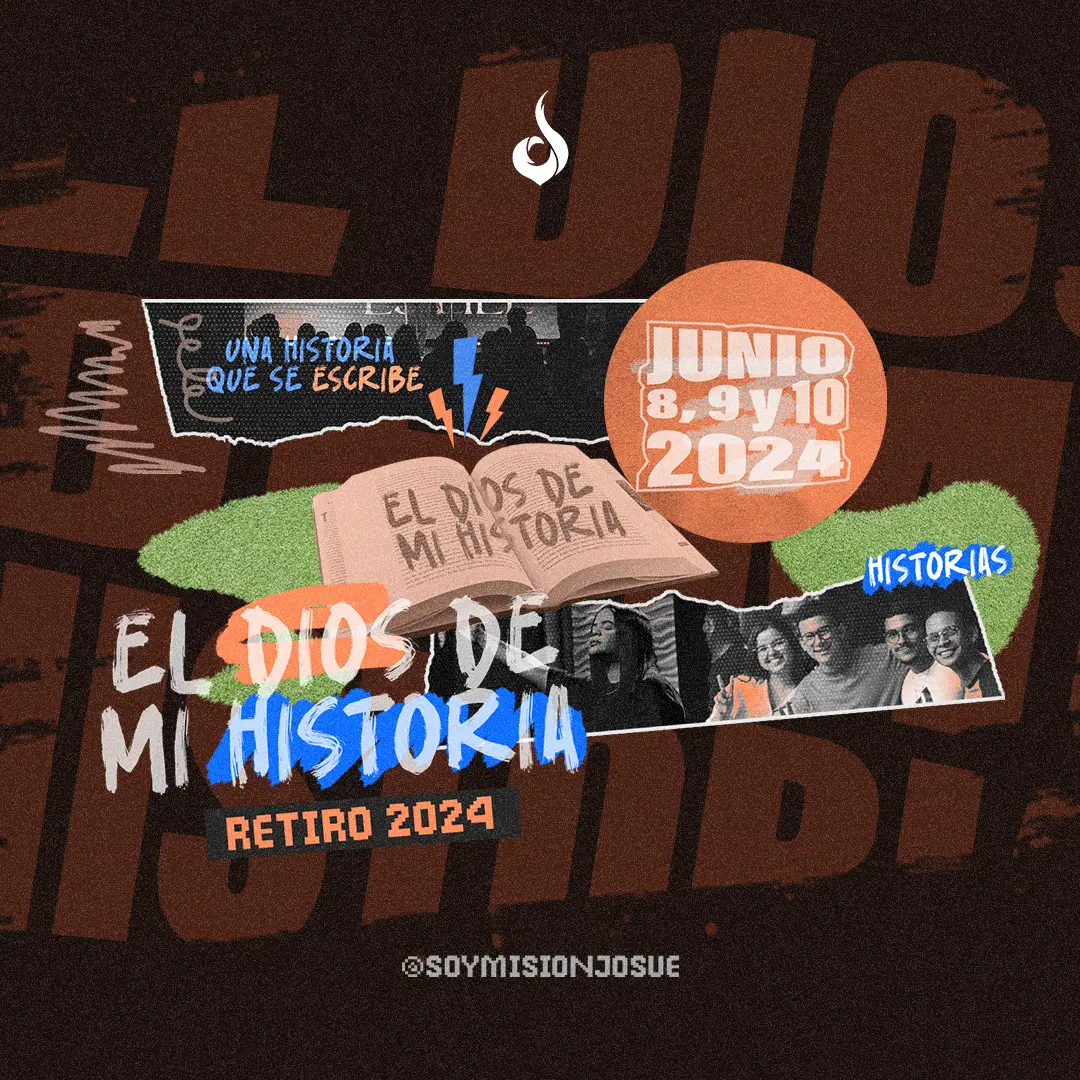 UNA HISTORIA
QUE SE ESCRIBE
JUNIO
8, 9 y 10
2024
EL DIOS DE
MI HISTORIA
HISTORIAS
EL DIOS DE
MI HISTORIA
RETIRO 2024
@SOYMISIONJOSUE